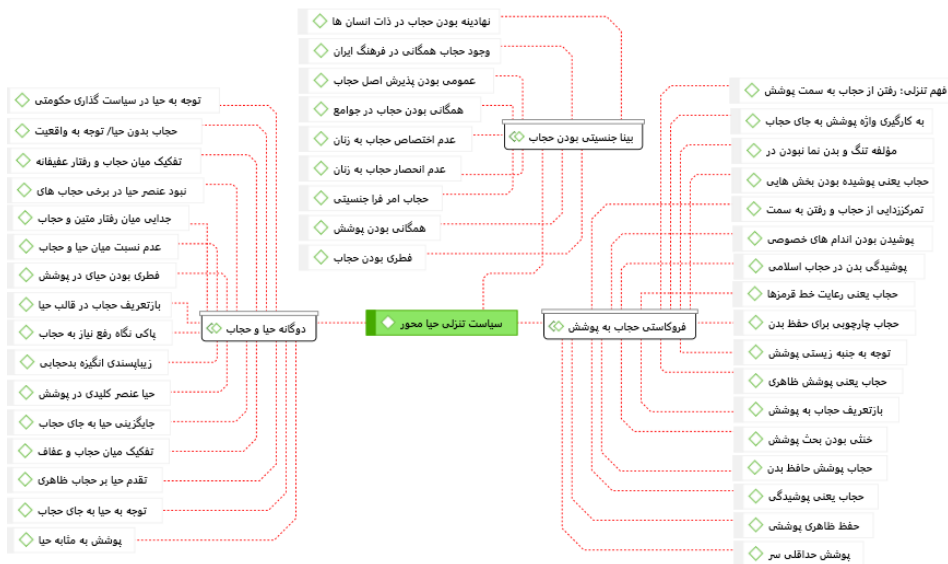 نهادینه بودن حجاب در ذات انسان ها
وجود حجاب همگانی در فرهنگ ایران
عمومی بودن پذیرش اصل حجاب
همگانی بودن حجاب در جوامع
عدم اختصاص حجاب به زنان
عدم انحصار حجاب به زنان
حجاب امر فرا جنسیتی
همگانی بودن پوشش
فطری بودن حجاب
بینا جنسیتی بودن حجاب
فهم تنزلی: رفتن از حجاب به سمت پوشش
به کارگیری واژه پوشش به جای حجاب
مؤلفه تنگ و بدن نما نبودن در
حجاب یعنی پوشیده بودن بخش هایی
تمرکززدایی از حجاب و رفتن به سمت
پوشیدن بودن اندام های خصوصی
پوشیدگی بدن در حجاب اسلامی
حجاب یعنی رعایت خط قرمزها
حجاب چارچوبی برای حفظ بدن
توجه به جنبه زیستی پوشش
حجاب یعنی پوشش ظاهری
بازتعریف حجاب به پوشش
خنثی بودن بحث پوشش
حجاب پوشش حافظ بدن
حجاب یعنی پوشیدگی
حفظ ظاهری پوششی
پوشش حداقلی سر
فروکاستی حجاب به پوشش
سیاست تنزلی حیا محور
دوگانه حیا و حجاب
توجه به حیا در سیاست گذاری حکومتی
حجاب بدون حیا/ توجه به واقعیت
تفکیک میان حجاب و رفتار عفیفانه
نبود عنصر حیا در برخی حجاب های
جدایی میان رفتار متین و حجاب
عدم نسبت میان حیا و حجاب
فطری بودن حیای در پوشش
بازتعریف حجاب در قالب حیا
پاکی نگاه رفع نیاز به حجاب
زیباپسندی انگیزه بدحجابی
حیا عنصر کلیدی در پوشش
جایگزینی حیا به جای حجاب
تفکیک میان حجاب و عفاف
تقدم حیا بر حجاب ظاهری
توجه به حیا به جای حجاب
پوشش به مثابه حیا